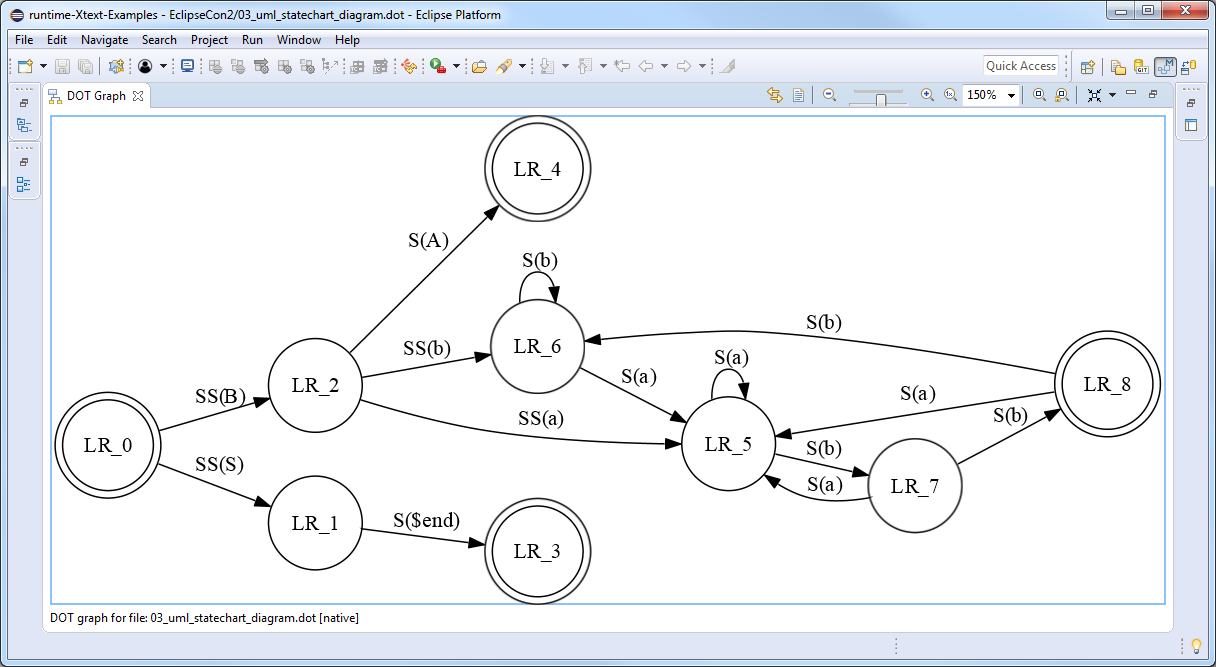 runtime-Xtext-Examples - EclipseCon2/03_uml_statechart_diagram.dot - Eclipse Platform
File Edit Navigate Search Project Run Window Help
Quick Access
DOT Graph
150%
LR_4
S(A)
S(b)
LR_6
S(b)
SS(b)
S(a)
S(a)
LR_8
LR_2
SS(B)
S(a)
SS(a)
S(b)
LR_0
LR_5
S(b)
SS(S)
S(a)
LR_7
LR_1
S($end)
LR_3
DOT graph for file: 03_uml_statechart_diagram.dot [native]